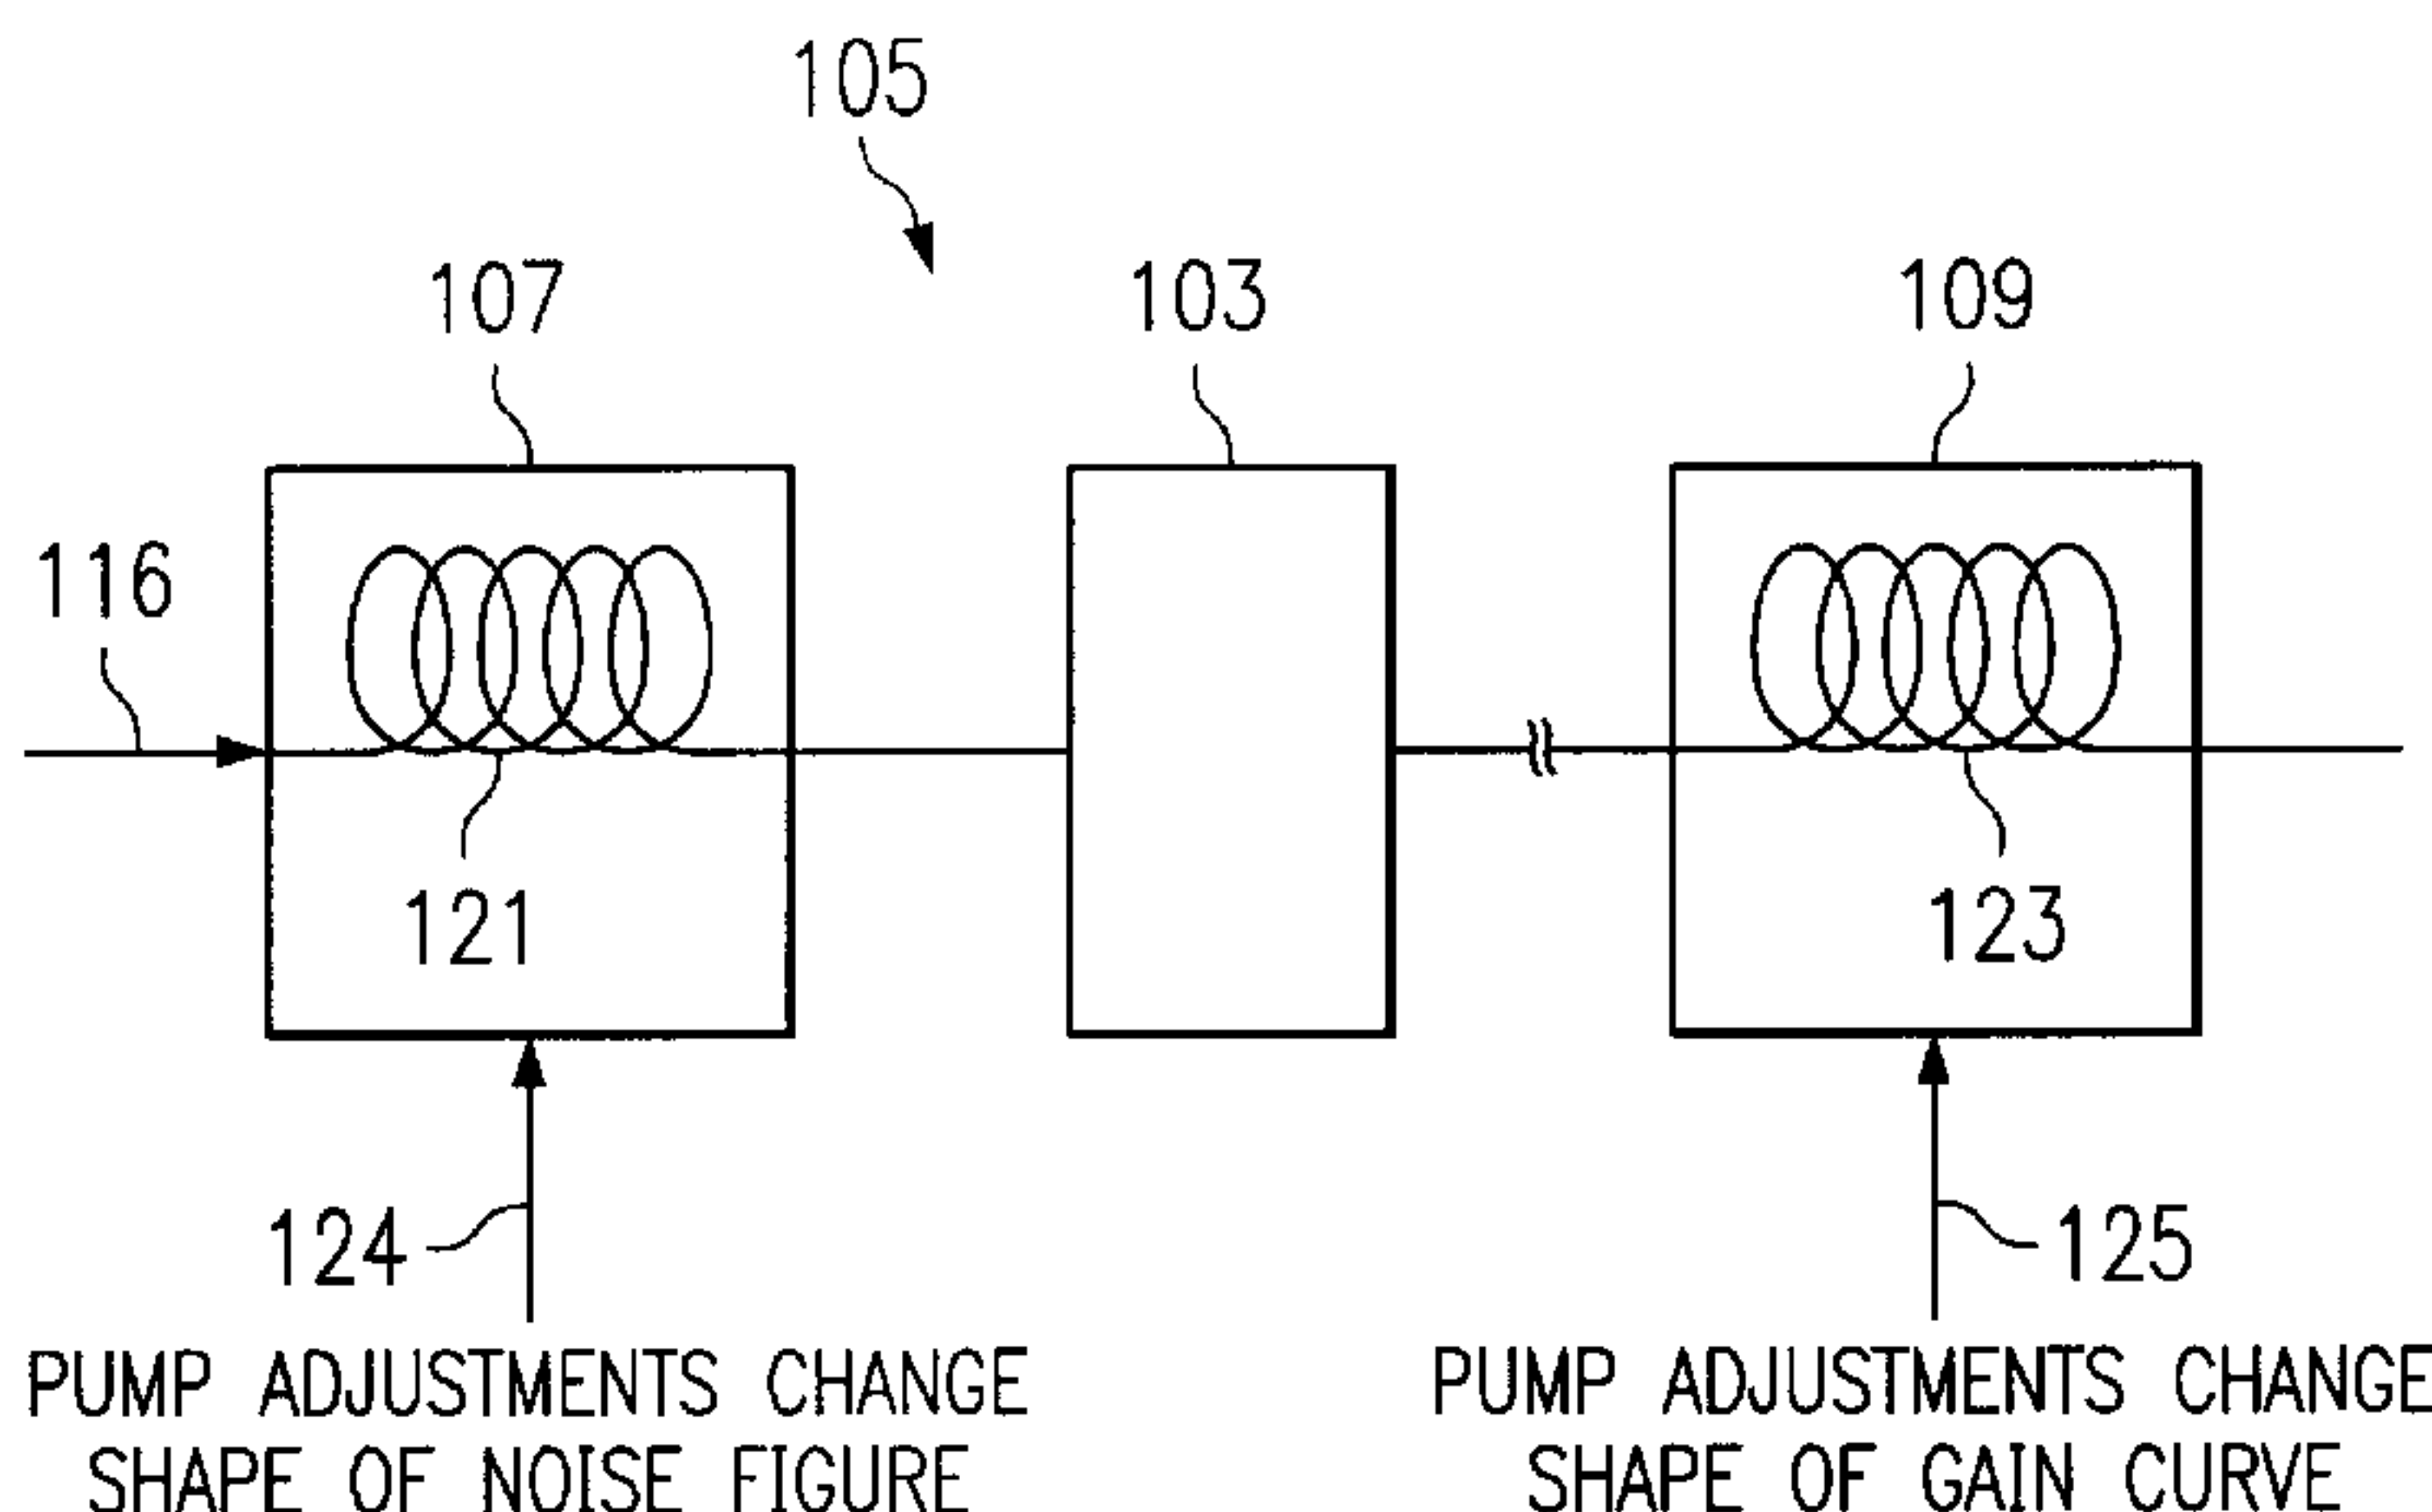 105
107
103
109
116
121
123
124
125
PUMP ADJUSTMENTS CHANGE
SHAPE OF NOISE FIGURE
PUMP ADJUSTMENTS CHANGE
SHAPE OF GAIN CURVE